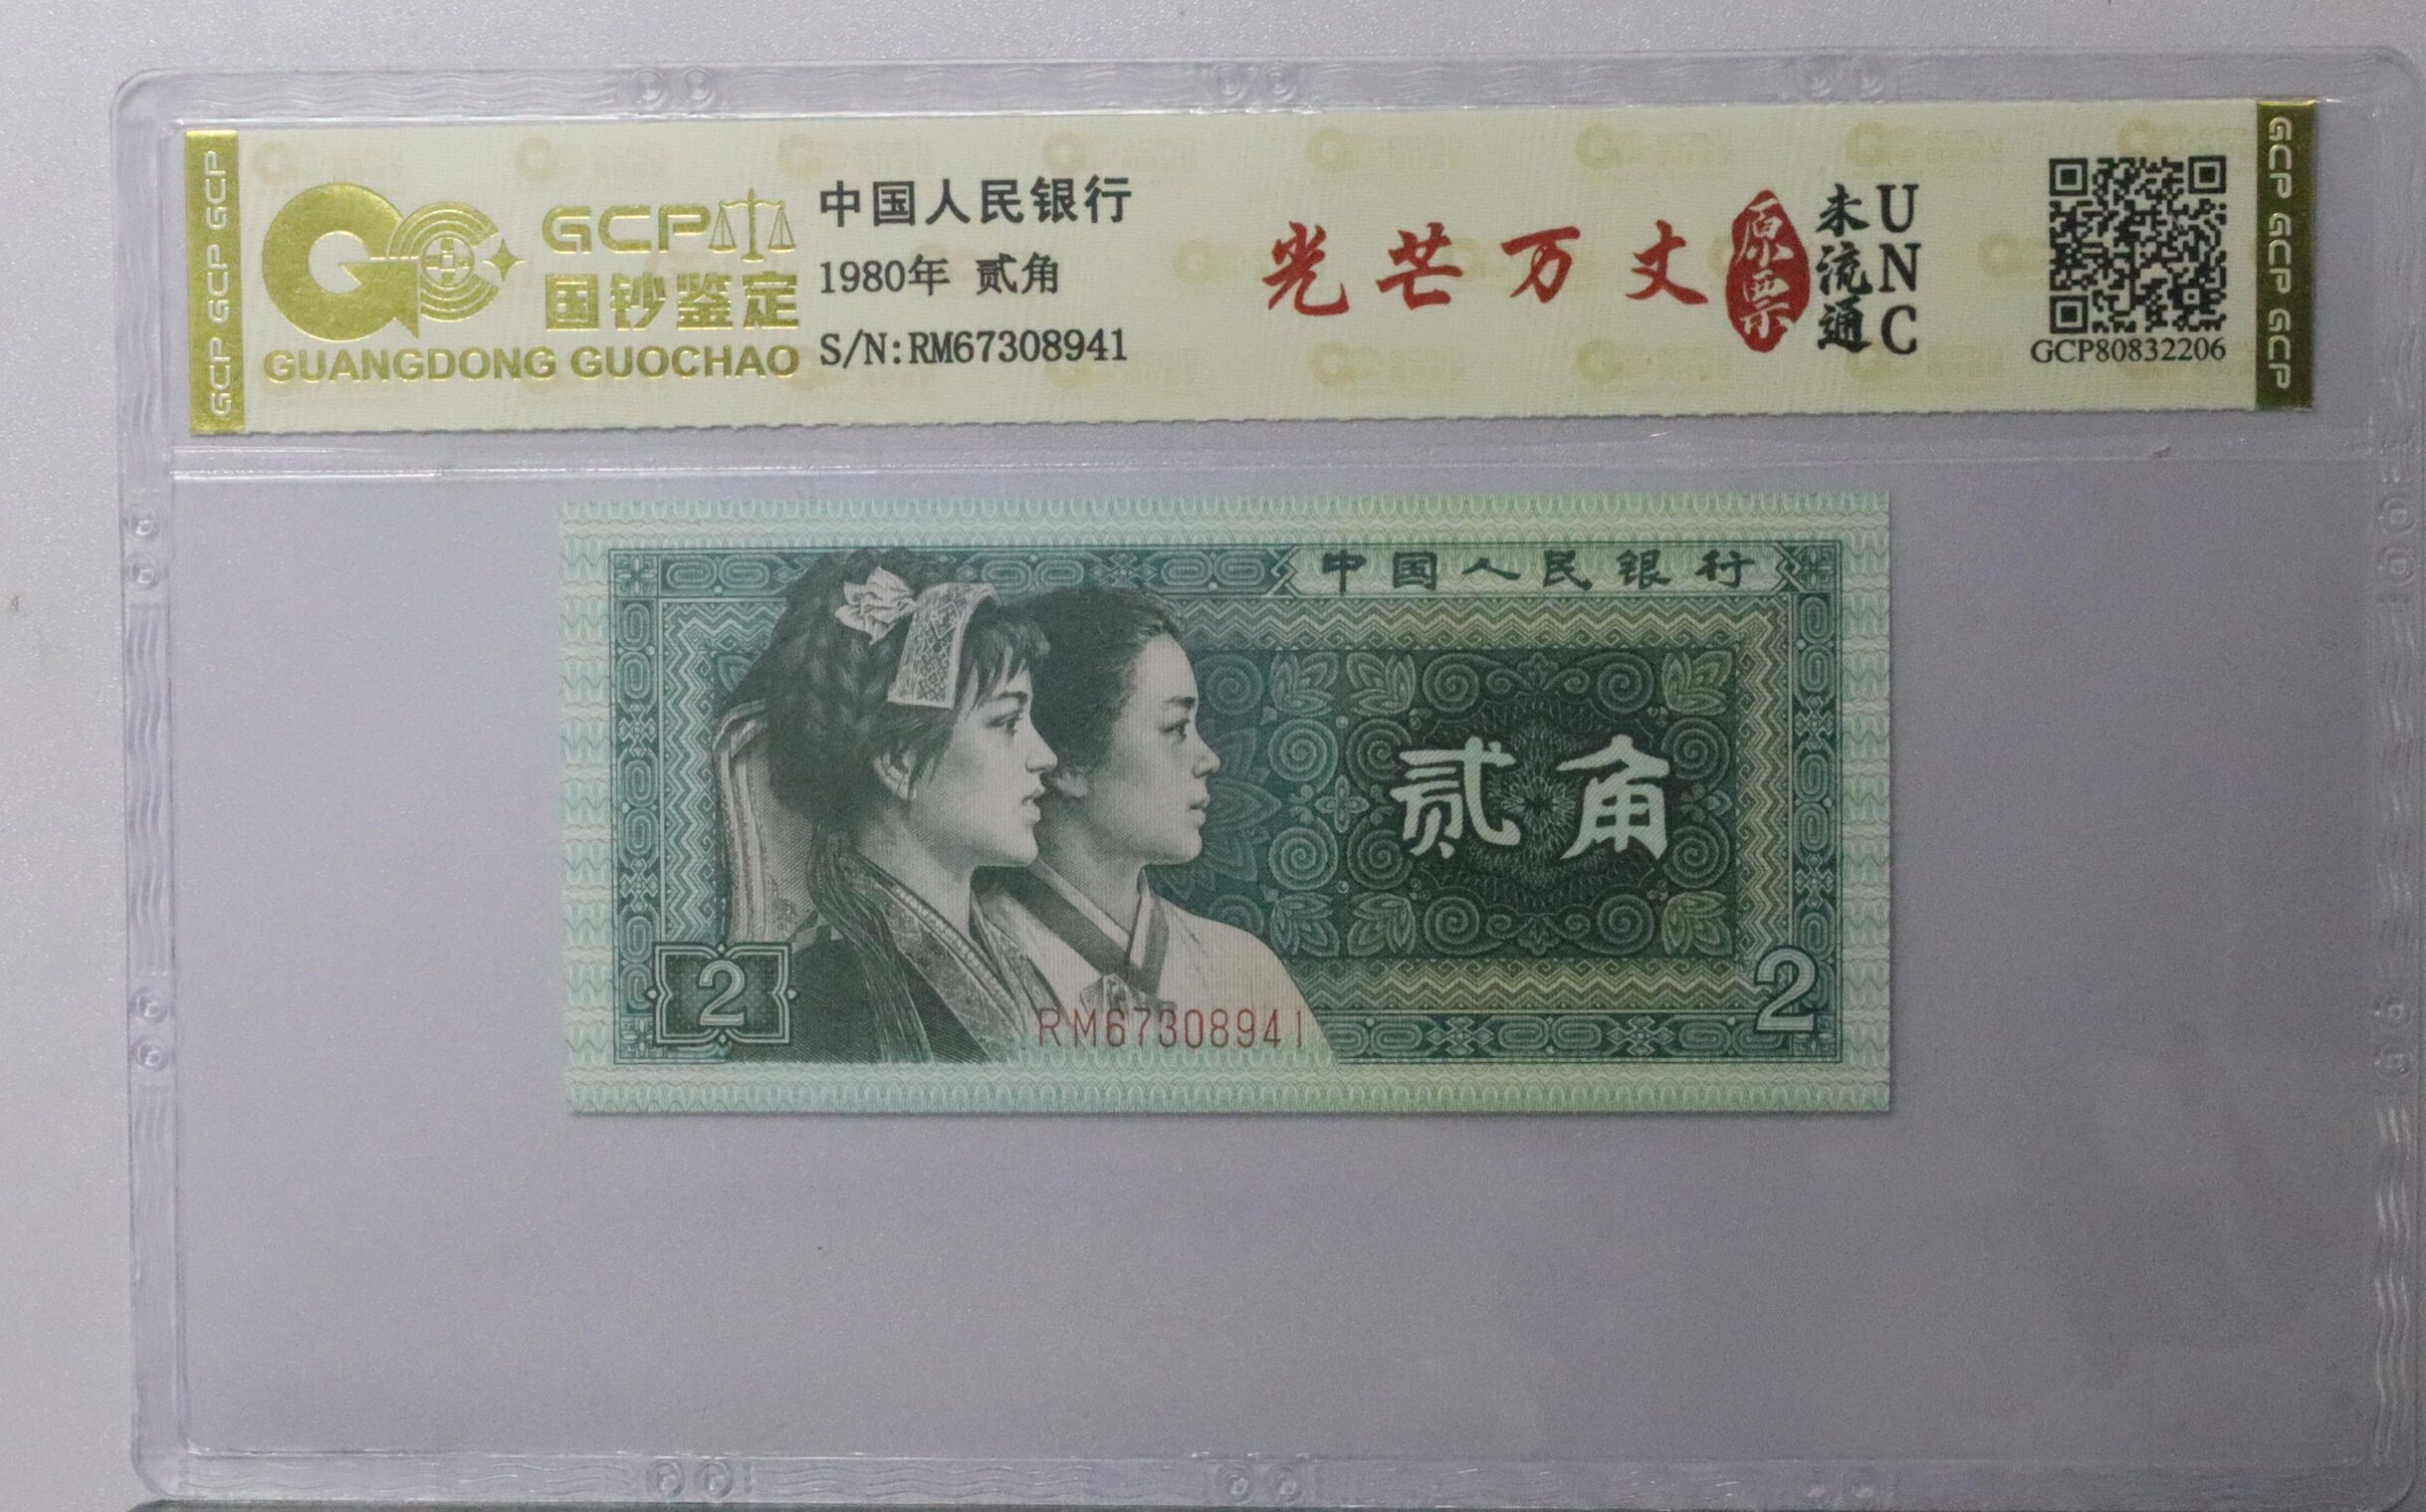 GCP GCP GCP
GCP
国钞鉴定
GUANGDONG GUOCHAO
中国人民银行
1980年 贰角
S/N:RM67308941
光芒万丈
原票
未流通
UNC
GCP80832206
GCP GCP GCP
中国人民银行
贰角
2
2
RM67308941